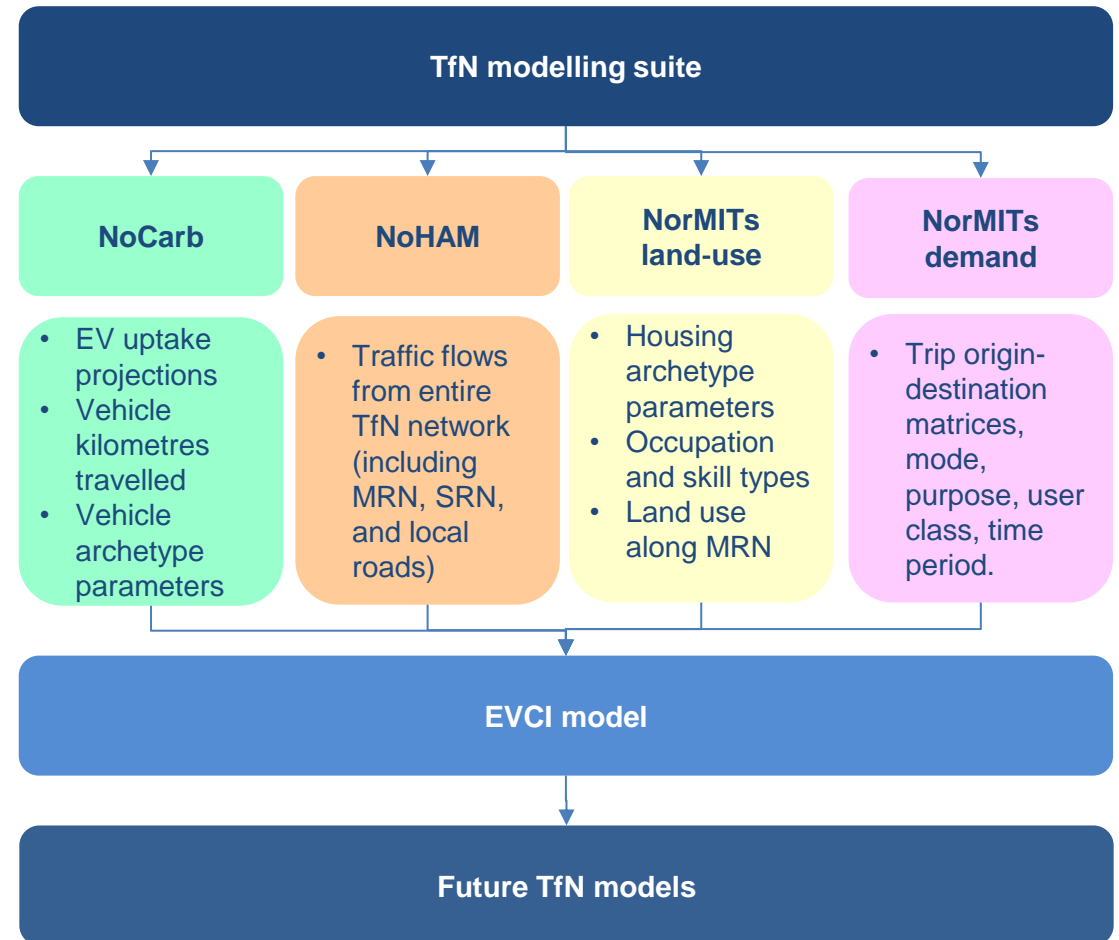 TfN modelling suite
NoCarb
NoHAM
NorMITs
land-use
NorMITs
demand
• EV uptake
projections
• Vehicle
kilometres
travelled
• Vehicle
archetype
parameters
• Traffic flows
from entire
TfN network
(including
MRN, SRN,
and local
roads)
• Housing
archetype
parameters
• Occupation
and skill types
• Land use
along MRN
• Trip origin-
destination
matrices,
mode,
purpose, user
class, time
period.
EVCI model
Future TfN models